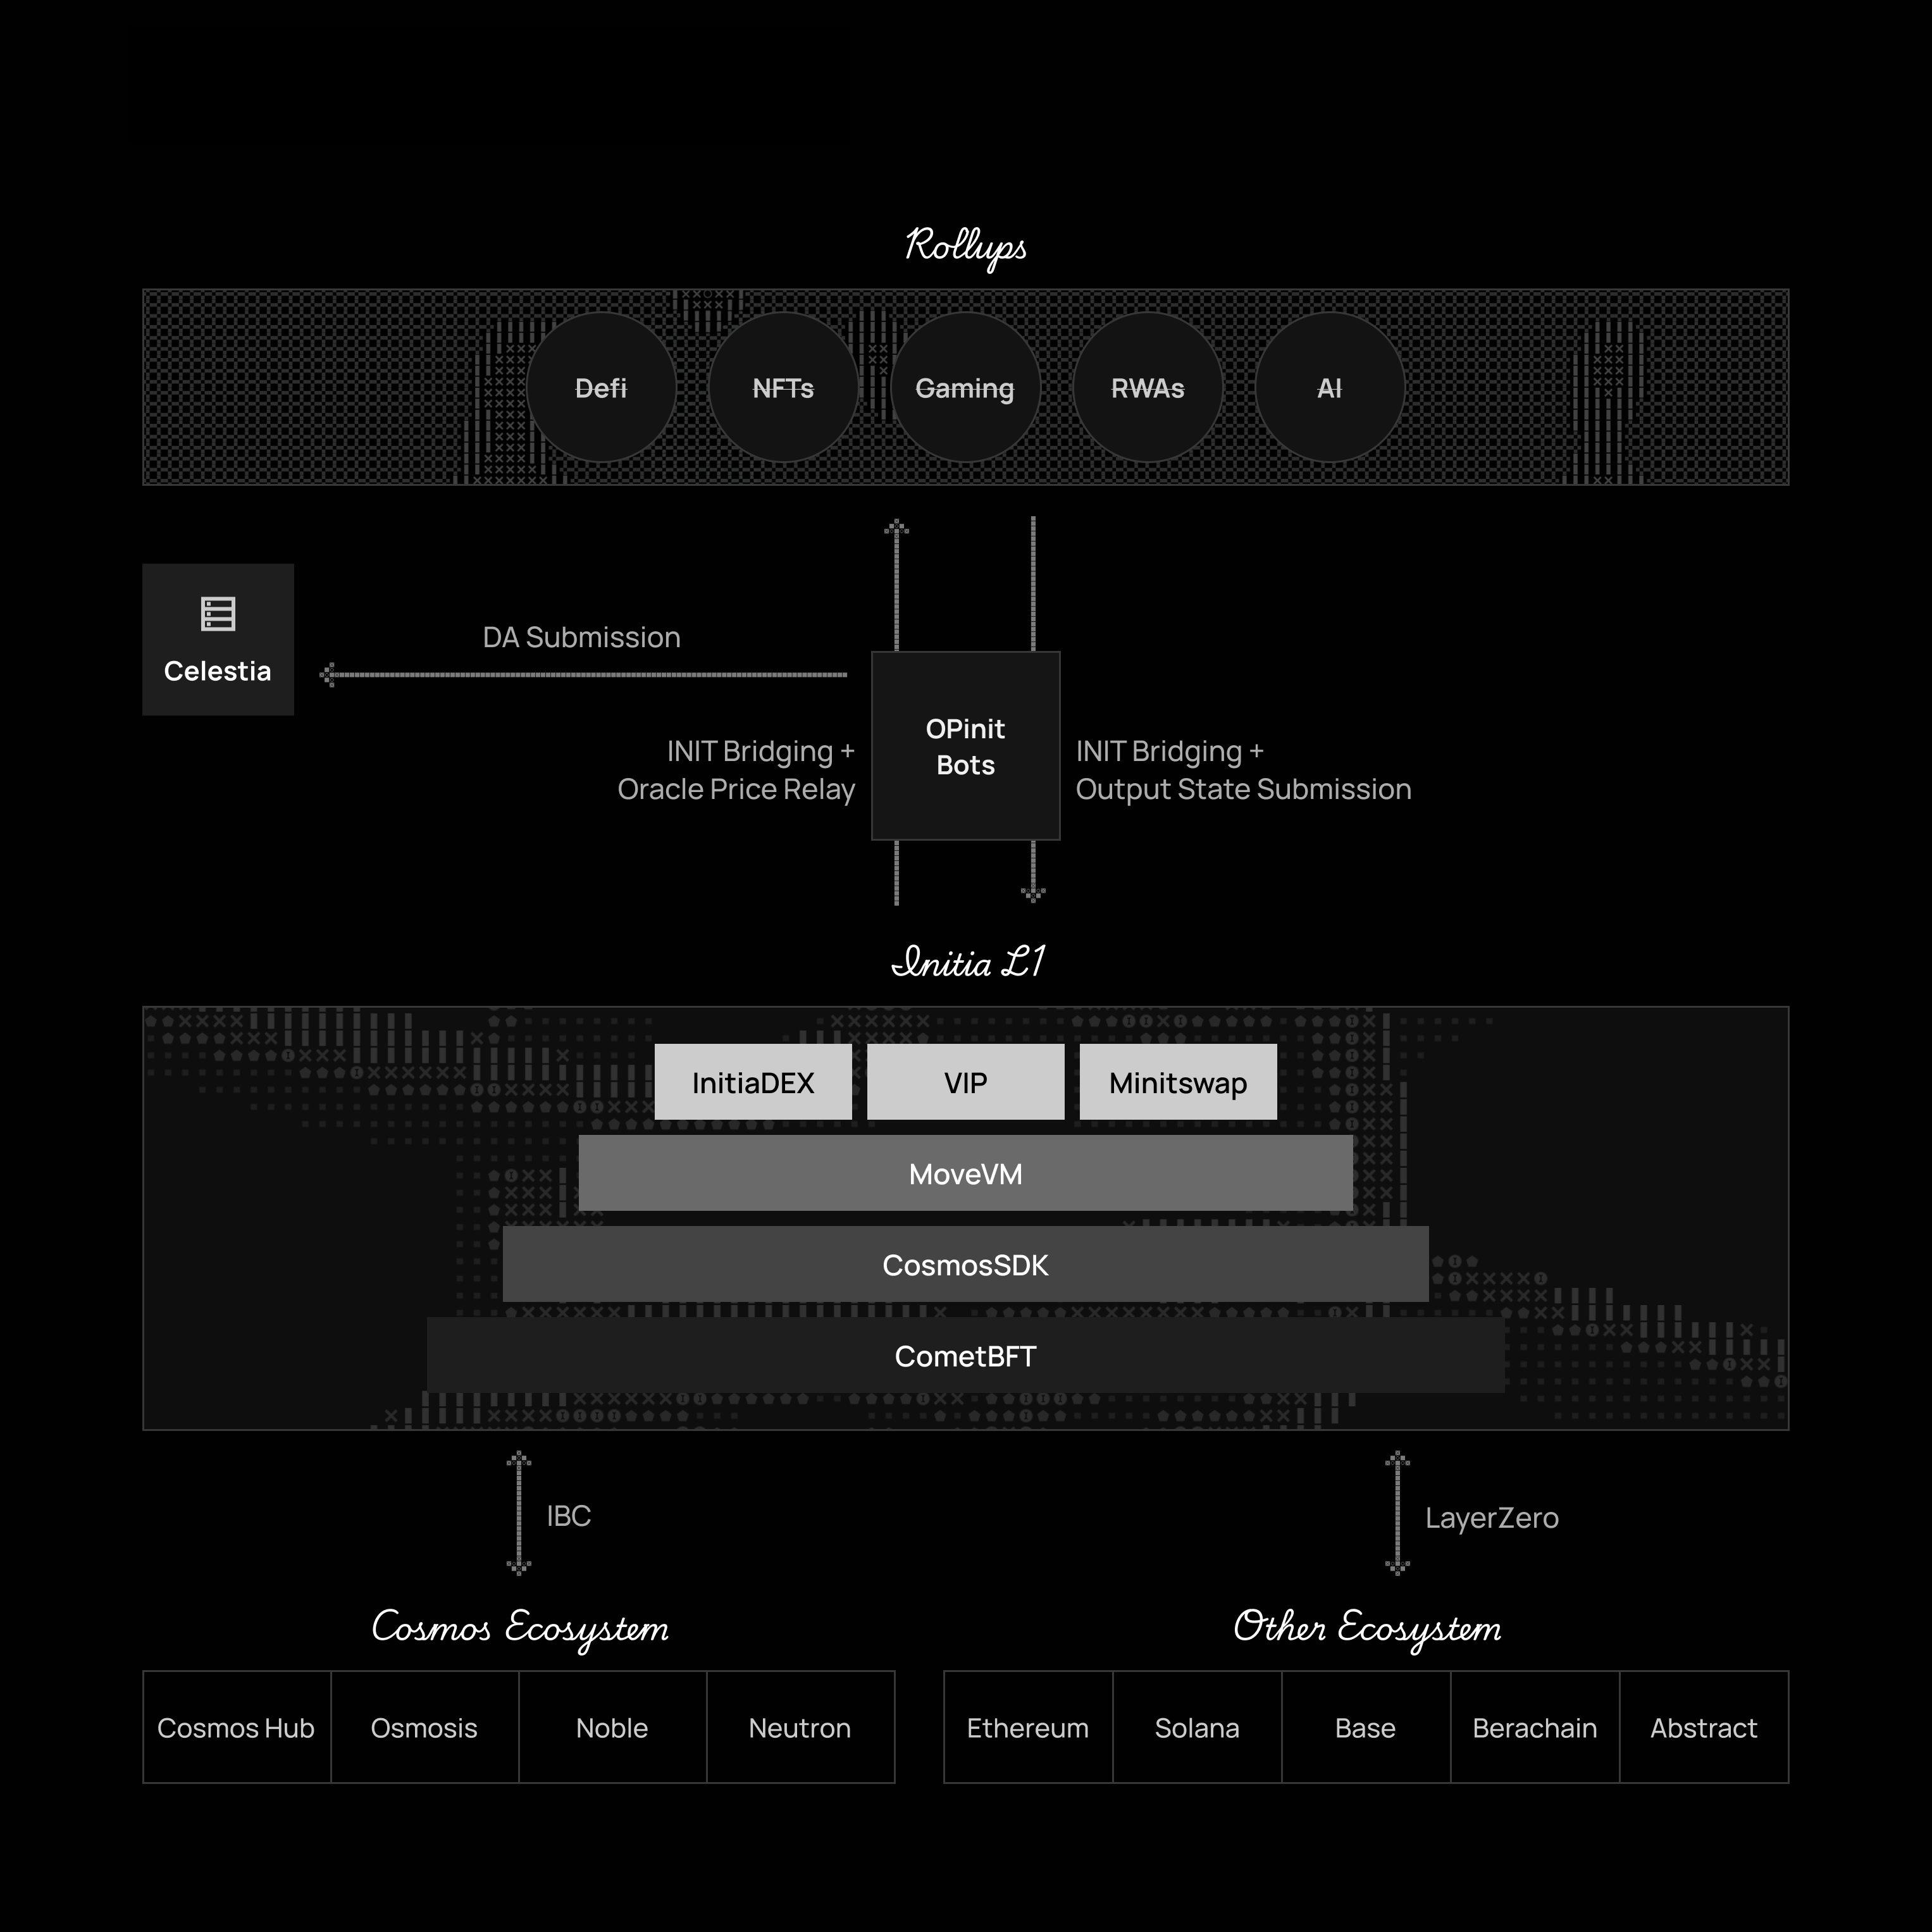 Rollups
Defi
NFTs
Gaming
RWAs
AI
Celestia
DA Submission
OPinit
Bots
INIT Bridging +
Oracle Price Relay
INIT Bridging +
Output State Submission
Initia L1
InitiaDEX
VIP
Minitswap
MoveVM
CosmosSDK
CometBFT
IBC
LayerZero
Cosmos Ecosystem
Cosmos Hub
Osmosis
Noble
Neutron
Other Ecosystem
Ethereum
Solana
Base
Berachain
Abstract